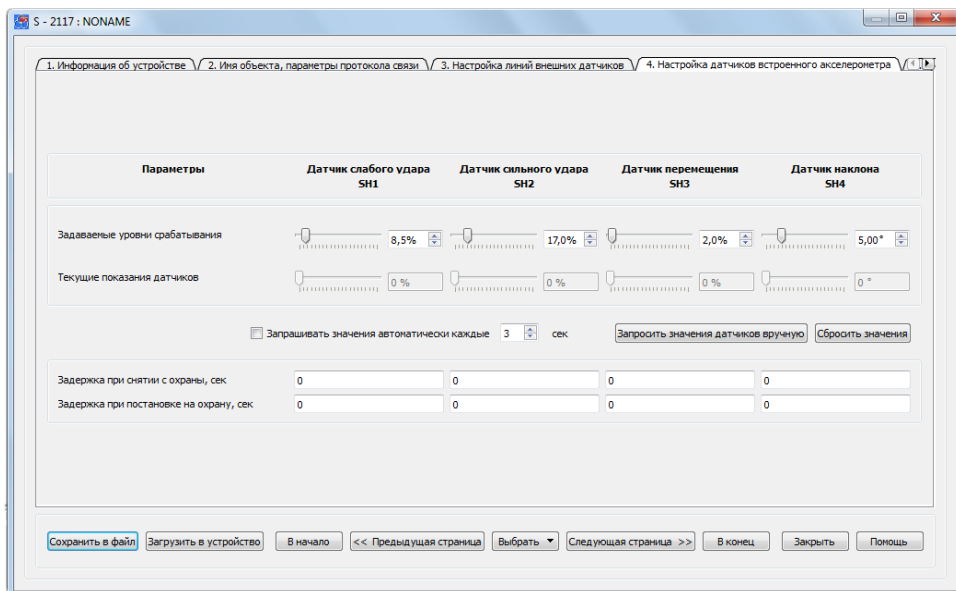 S - 2117 : NONAME
1. Информация об устройстве 2. Имя объекта, параметры протокола связи 3. Настройка линий внешних датчиков 4. Настройка датчиков встроенного акселерометра
Параметры Датчик слабого удара Датчик сильного удара Датчик перемещения Датчик наклона
SH1 SH2 SH3 SH4
Задаваемые уровни срабатывания 8,5% 17,0% 2,0% 5,00°
Текущие показания датчиков 0 % 0 % 0 % 0 °
Запрашивать значения автоматически каждые 3 сек Запросить значения датчиков вручную Сбросить значения
Задержка при снятии с охраны, сек 0 0 0 0
Задержка при постановке на охрану, сек 0 0 0 0
Сохранить в файл Загрузить в устройство В начало << Предыдущая страница Выбрать Следующая страница >> В конец Закрыть Помощь